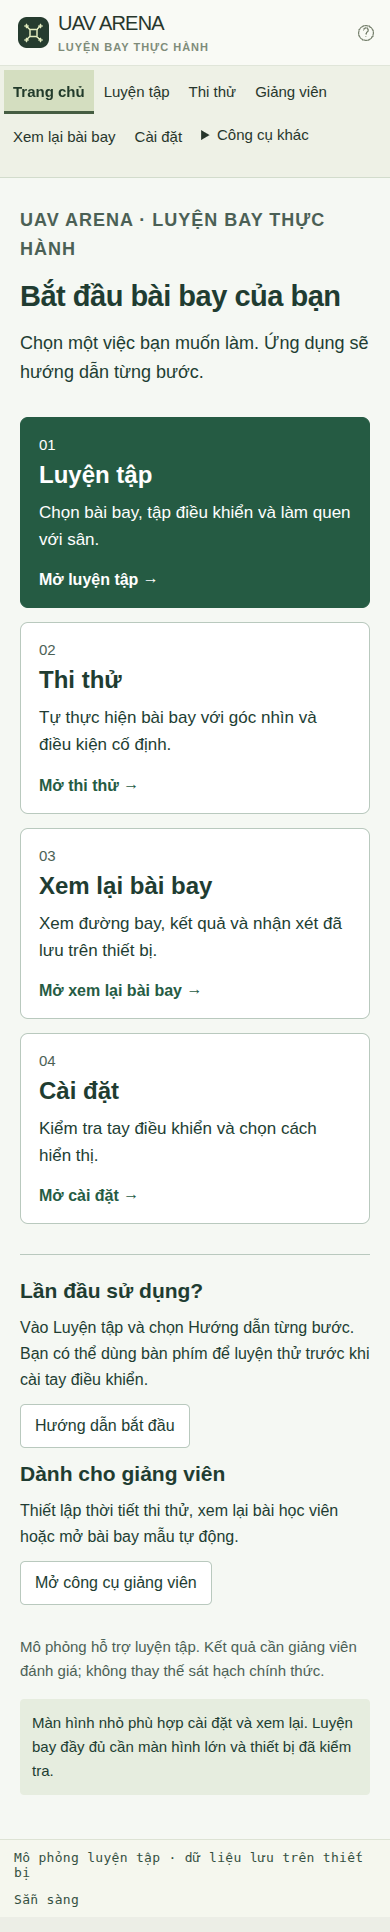 UAV ARENA
LUYỆN BAY THỰC HÀNH
Trang chủ
Luyện tập
Thi thử
Giảng viên
Xem lại bài bay
Cài đặt
Công cụ khác
UAV ARENA · LUYỆN BAY THỰC
HÀNH
Bắt đầu bài bay của bạn
Chọn một việc bạn muốn làm. Ứng dụng sẽ
hướng dẫn từng bước.
01
Luyện tập
Chọn bài bay, tập điều khiển và làm quen
với sân.
Mở luyện tập →
02
Thi thử
Tự thực hiện bài bay với góc nhìn và
điều kiện cố định.
Mở thi thử →
03
Xem lại bài bay
Xem đường bay, kết quả và nhận xét đã
lưu trên thiết bị.
Mở xem lại bài bay →
04
Cài đặt
Kiểm tra tay điều khiển và chọn cách
hiển thị.
Mở cài đặt →
Lần đầu sử dụng?
Vào Luyện tập và chọn Hướng dẫn từng bước.
Bạn có thể dùng bàn phím để luyện thử trước khi
cài tay điều khiển.
Hướng dẫn bắt đầu
Dành cho giảng viên
Thiết lập thời tiết thi thử, xem lại bài học viên
hoặc mở bài bay mẫu tự động.
Mở công cụ giảng viên
Mô phỏng hỗ trợ luyện tập. Kết quả cần giảng viên
đánh giá; không thay thế sát hạch chính thức.
Màn hình nhỏ phù hợp cài đặt và xem lại. Luyện
bay đầy đủ cần màn hình lớn và thiết bị đã kiểm
tra.
Mô phỏng luyện tập · dữ liệu lưu trên thiết
bị
Sẵn sàng